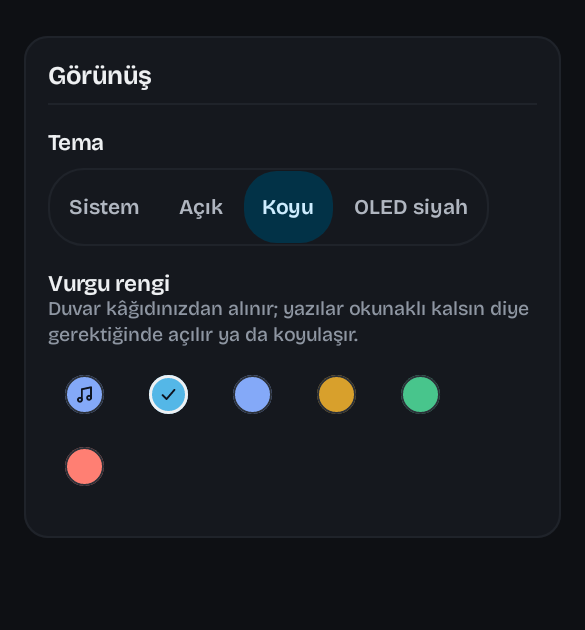 Görünüş
Tema
Sistem Açık Koyu OLED siyah
Vurgu rengi
Duvar kâğıdınızdan alınır; yazılar okunaklı kalsın diye
gerektiğinde açılır ya da koyulaşır.